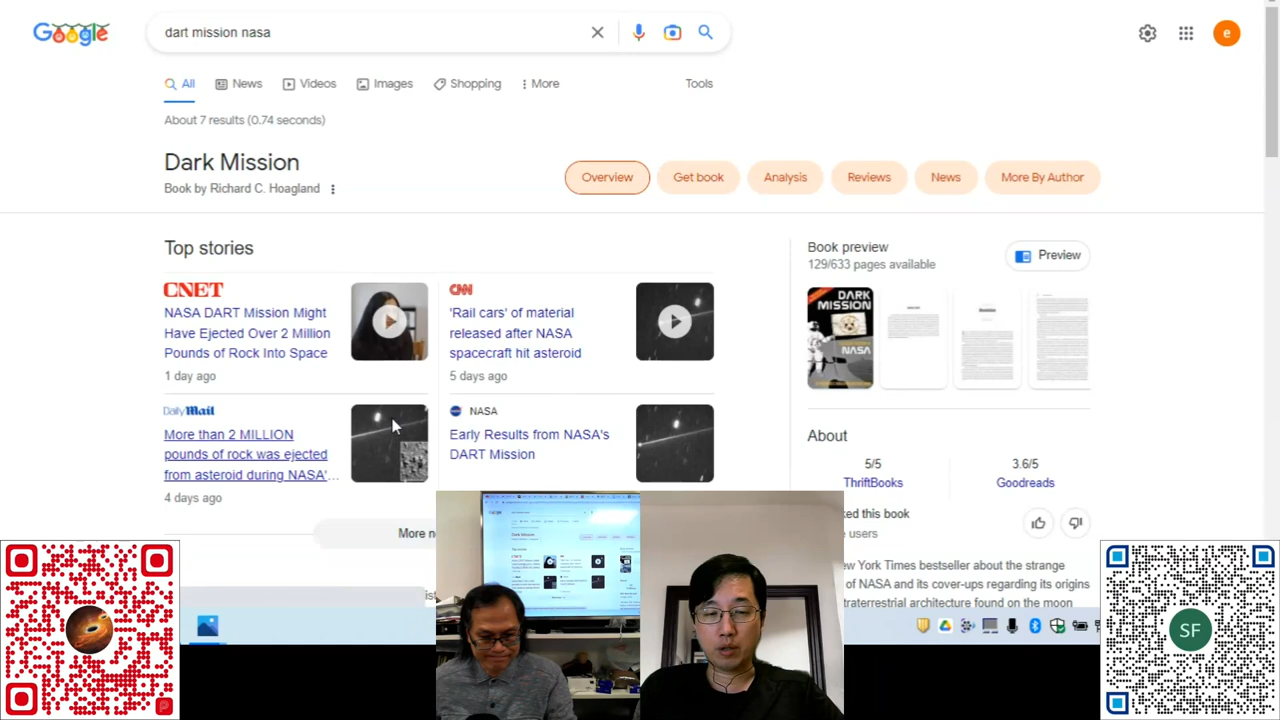 Google
dart mission nasa
All
News
Videos
Images
Shopping
More
Tools
About 7 results (0.74 seconds)
Dark Mission
Book by Richard C. Hoagland
Overview
Get book
Analysis
Reviews
News
More By Author
Top stories
CNET
NASA DART Mission Might
Have Ejected Over 2 Million
Pounds of Rock Into Space
1 day ago
CNN
'Rail cars' of material
released after NASA
spacecraft hit asteroid
5 days ago
Daily Mail
More than 2 MILLION
pounds of rock was ejected
from asteroid during NASA'...
4 days ago
NASA
Early Results from NASA's
DART Mission
More n
Book preview
129/633 pages available
Preview
DARK
MISSION
NASA
About
5/5
ThriftBooks
3.6/5
Goodreads
ked this book
e users
ew York Times bestseller about the strange
of NASA and its coverups regarding its origins
traterrestrial architecture found on the moon
e
SF